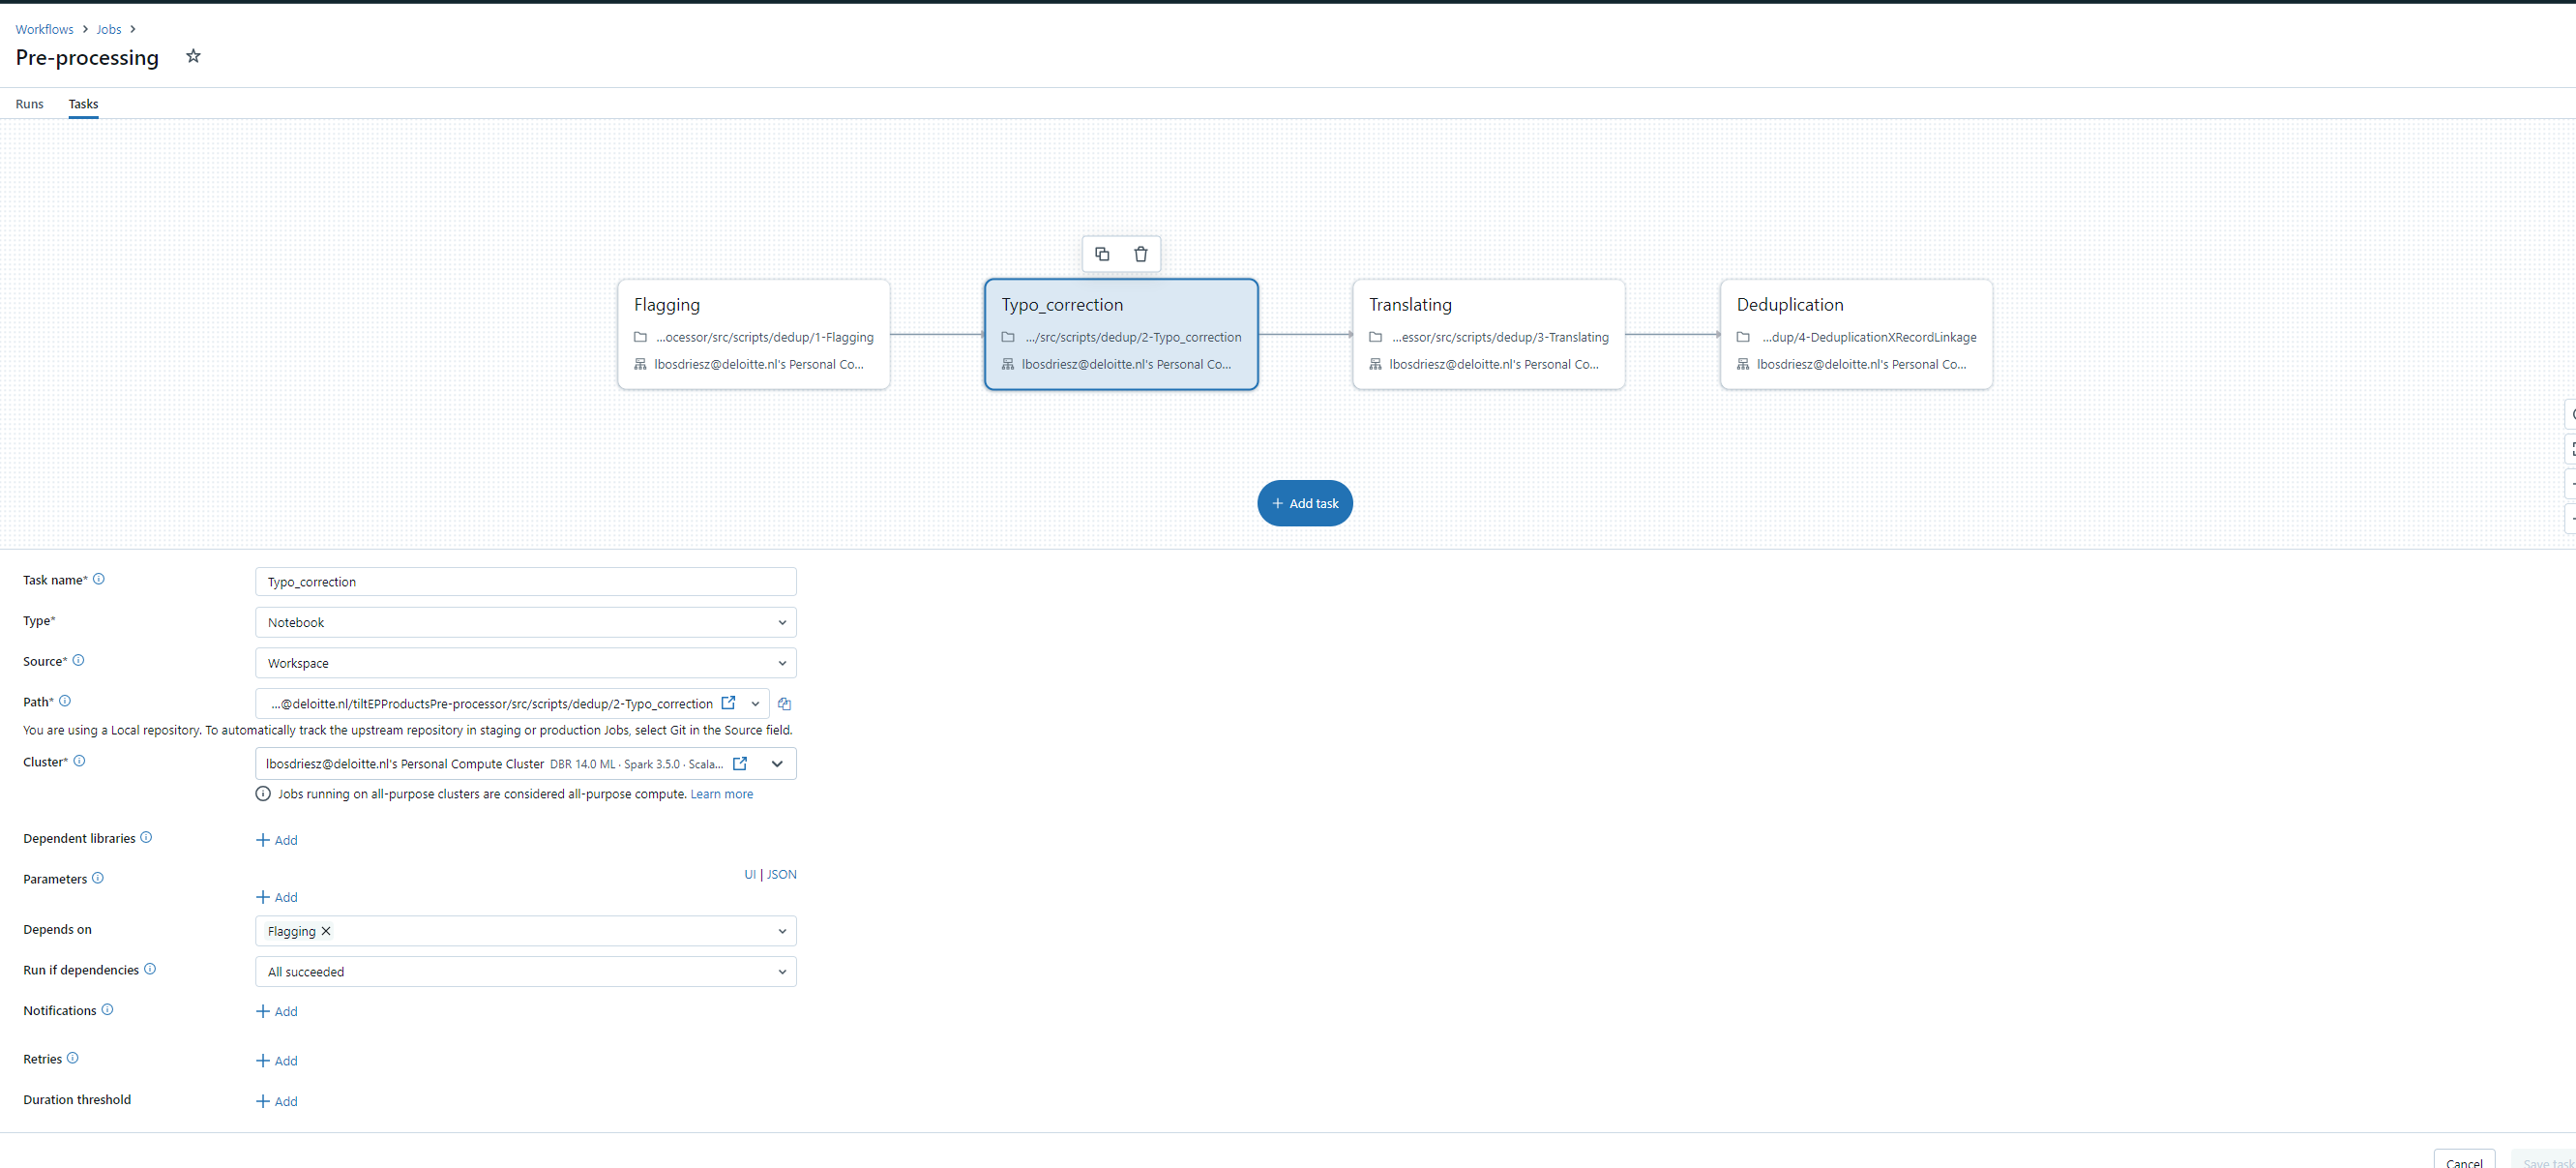 Workflows > Jobs >
Pre-processing
Runs Tasks
Flagging
...ocessor/src/scripts/dedup/1-Flagging
lbosdriesz@deloitte.nl's Personal Co...
Typo_correction
.../src/scripts/dedup/2-Typo_correction
lbosdriesz@deloitte.nl's Personal Co...
Translating
...essor/src/scripts/dedup/3-Translating
lbosdriesz@deloitte.nl's Personal Co...
Deduplication
...dup/4-DeduplicationXRecordLinkage
lbosdriesz@deloitte.nl's Personal Co...
+ Add task
Task name* Typo_correction
Type* Notebook
Source* Workspace
Path* ...@deloitte.nl/tiltEPProductsPre-processor/src/scripts/dedup/2-Typo_correction
You are using a Local repository. To automatically track the upstream repository in staging or production Jobs, select Git in the Source field.
Cluster* lbosdriesz@deloitte.nl's Personal Compute Cluster DBR 14.0 ML · Spark 3.5.0 · Scala...
Jobs running on all-purpose clusters are considered all-purpose compute. Learn more
Dependent libraries + Add
Parameters UI | JSON
+ Add
Depends on Flagging ×
Run if dependencies All succeeded
Notifications + Add
Retries + Add
Duration threshold + Add
Cancel Save task